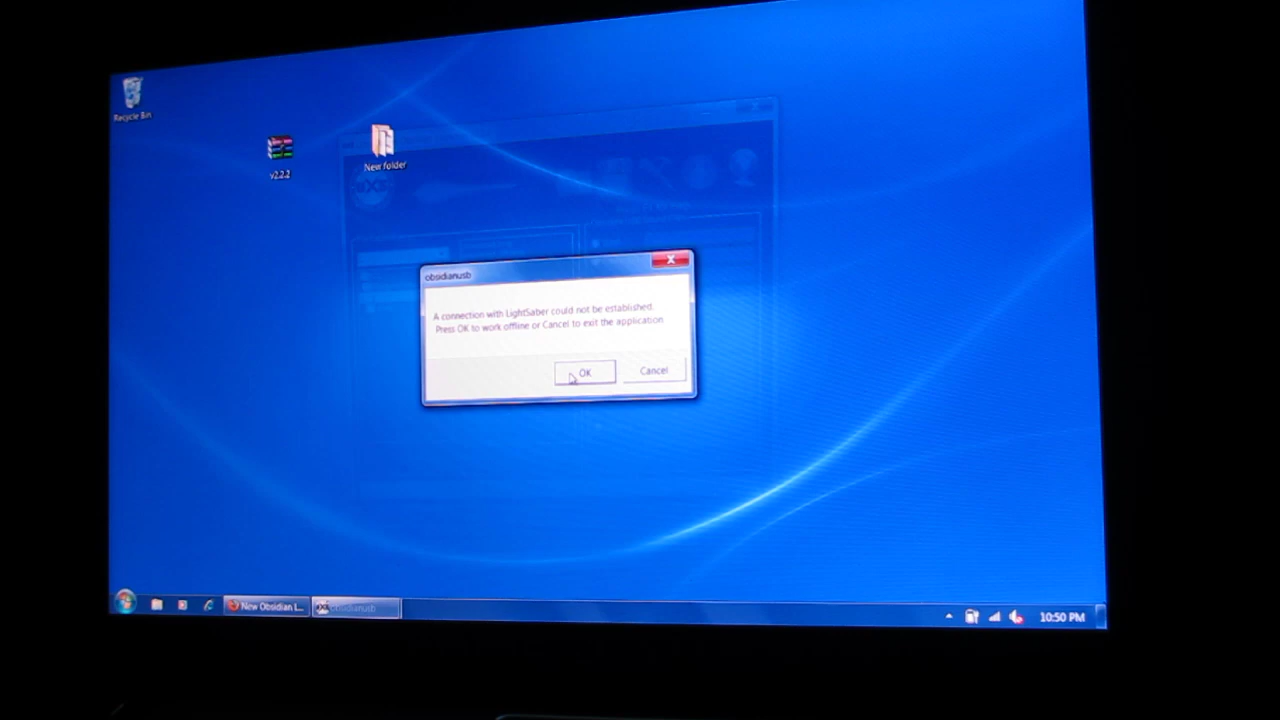 Recycle Bin
v2.2.2
New folder
obsidianusb
A connection with LightSaber could not be established.
Press OK to work offline or Cancel to exit the application.
OK
Cancel
New Obsidian L...
obsidianusb
10:50 PM